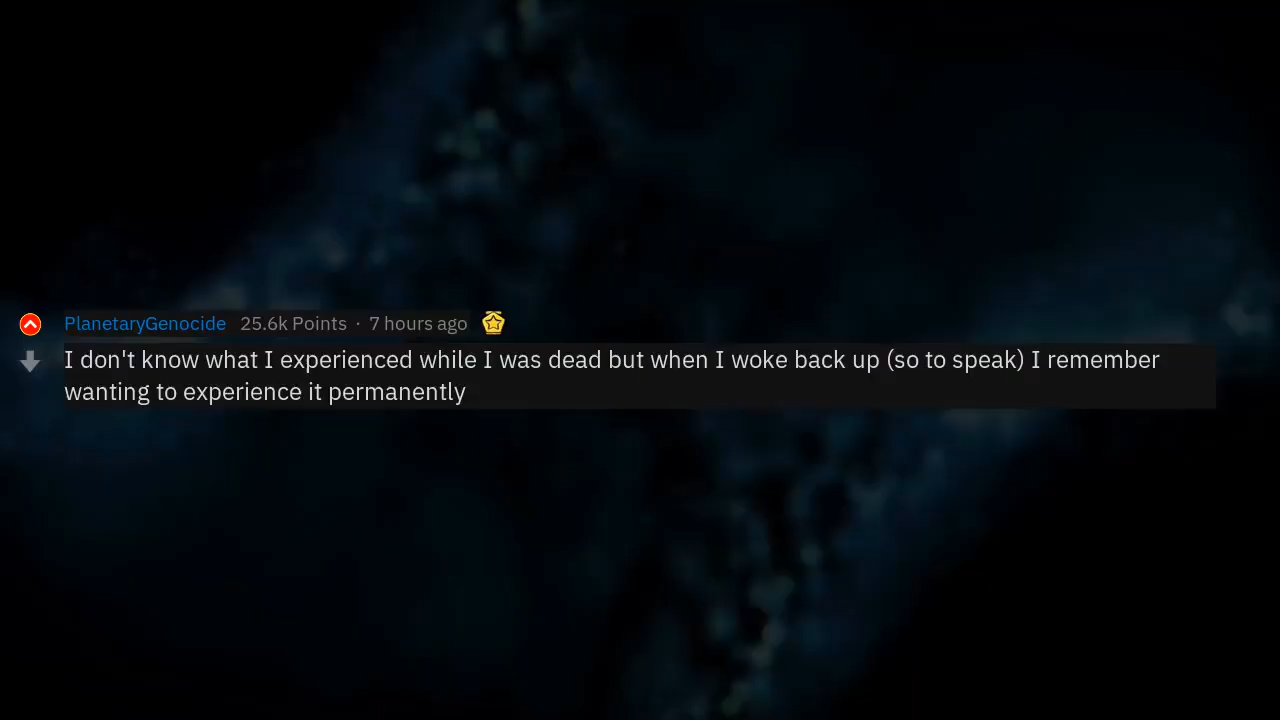 PlanetaryGenocide 25.6k Points · 7 hours ago
I don't know what I experienced while I was dead but when I woke back up (so to speak) I remember
wanting to experience it permanently